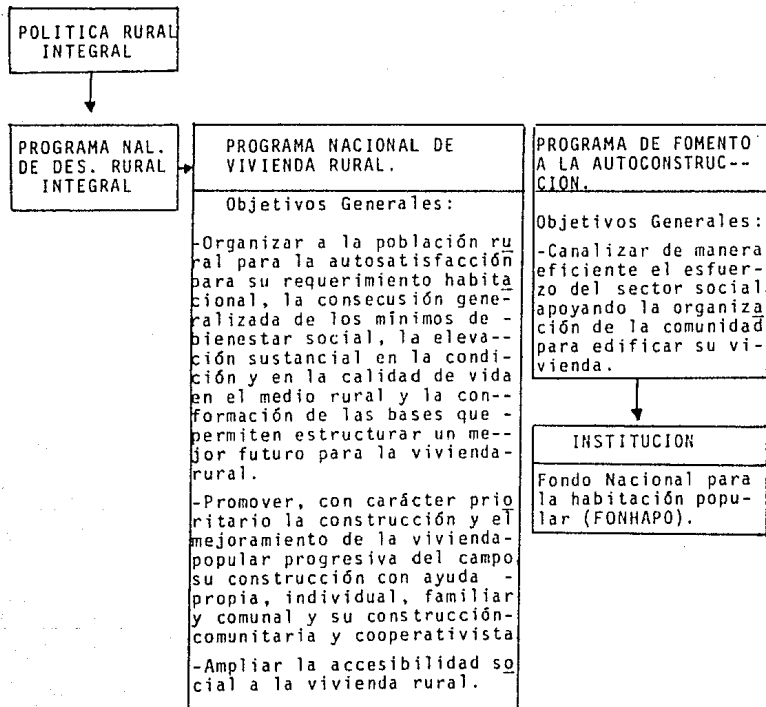 POLITICA RURAL
INTEGRAL
PROGRAMA NAL.
DE DES. RURAL
INTEGRAL
PROGRAMA NACIONAL DE
VIVIENDA RURAL.
Objetivos Generales:
-Organizar a la población ru
ral para la autosatisfacción
para su requerimiento habita
cional, la consecusión gene-
ralizada de los mínimos de -
bienestar social, la eleva--
ción sustancial en la condi-
ción y en la calidad de vida
en el medio rural y la con--
formación de las bases que -
permiten estructurar un me--
jor futuro para la vivienda-
rural.
-Promover, con carácter prio
ritario la construcción y el
mejoramiento de la vivienda-
popular progresiva del campo
su construcción con ayuda -
propia, individual, familiar
y comunal y su construcción-
comunitaria y cooperativista
-Ampliar la accesibilidad so
cial a la vivienda rural.
PROGRAMA DE FOMENTO
A LA AUTOCONSTRUC--
CION.
Objetivos Generales:
-Canalizar de manera
eficiente el esfuer-
zo del sector social
apoyando la organiza
ción de la comunidad
para edificar su vi-
vienda.
INSTITUCION
Fondo Nacional para
la habitación popu-
lar (FONHAPO).